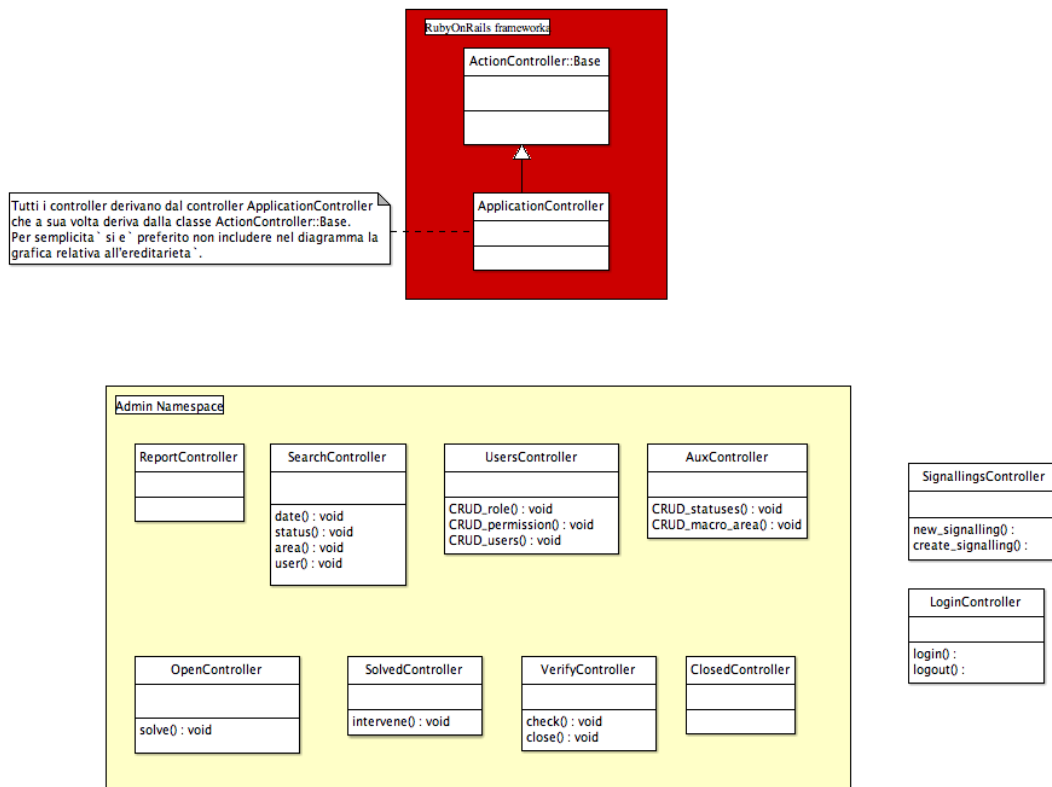 RubyOnRails frameworka
ActionController::Base
ApplicationController
Tutti i controller derivano dal controller ApplicationController
che a sua volta deriva dalla classe ActionController::Base.
Per semplicita` si e` preferito non includere nel diagramma la
grafica relativa all'ereditarieta`.
Admin Namespace
ReportController
SearchController
date() : void
status() : void
area() : void
user() : void
UsersController
CRUD_role() : void
CRUD_permission() : void
CRUD_users() : void
AuxController
CRUD_statuses() : void
CRUD_macro_area() : void
SignallingsController
new_signalling() :
create_signalling() :
LoginController
login() :
logout() :
OpenController
solve() : void
SolvedController
intervene() : void
VerifyController
check() : void
close() : void
ClosedController